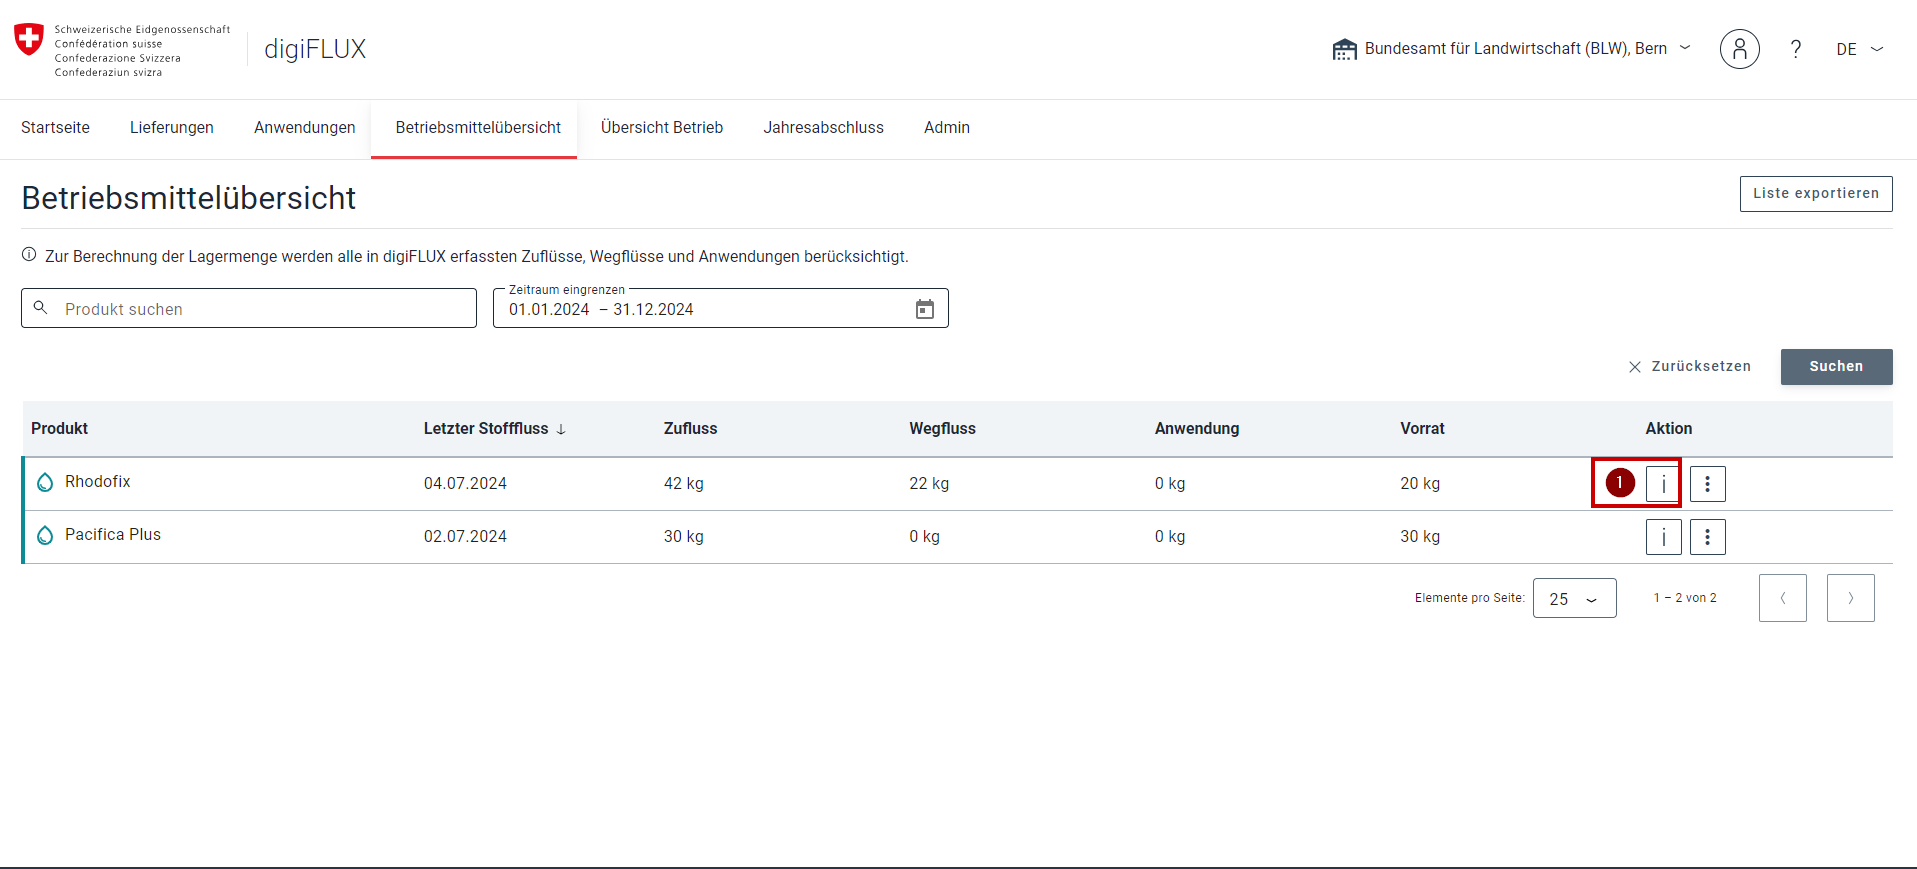 Schweizerische Eidgenossenschaft
Confédération suisse
Confederazione Svizzera
Confederaziun svizra
digiFLUX
Bundesamt für Landwirtschaft (BLW), Bern
?
DE
Startseite Lieferungen Anwendungen Betriebsmittelübersicht Übersicht Betrieb Jahresabschluss Admin
Betriebsmittelübersicht
Liste exportieren
Zur Berechnung der Lagermenge werden alle in digiFLUX erfassten Zuflüsse, Wegflüsse und Anwendungen berücksichtigt.
Produkt suchen
Zeitraum eingrenzen
01.01.2024 – 31.12.2024
Zurücksetzen
Suchen
Produkt Letzter Stofffluss ↓ Zufluss Wegfluss Anwendung Vorrat Aktion
Rhodofix 04.07.2024 42 kg 22 kg 0 kg 20 kg 1 i
Pacifica Plus 02.07.2024 30 kg 0 kg 0 kg 30 kg i
Elemente pro Seite: 25 1 – 2 von 2